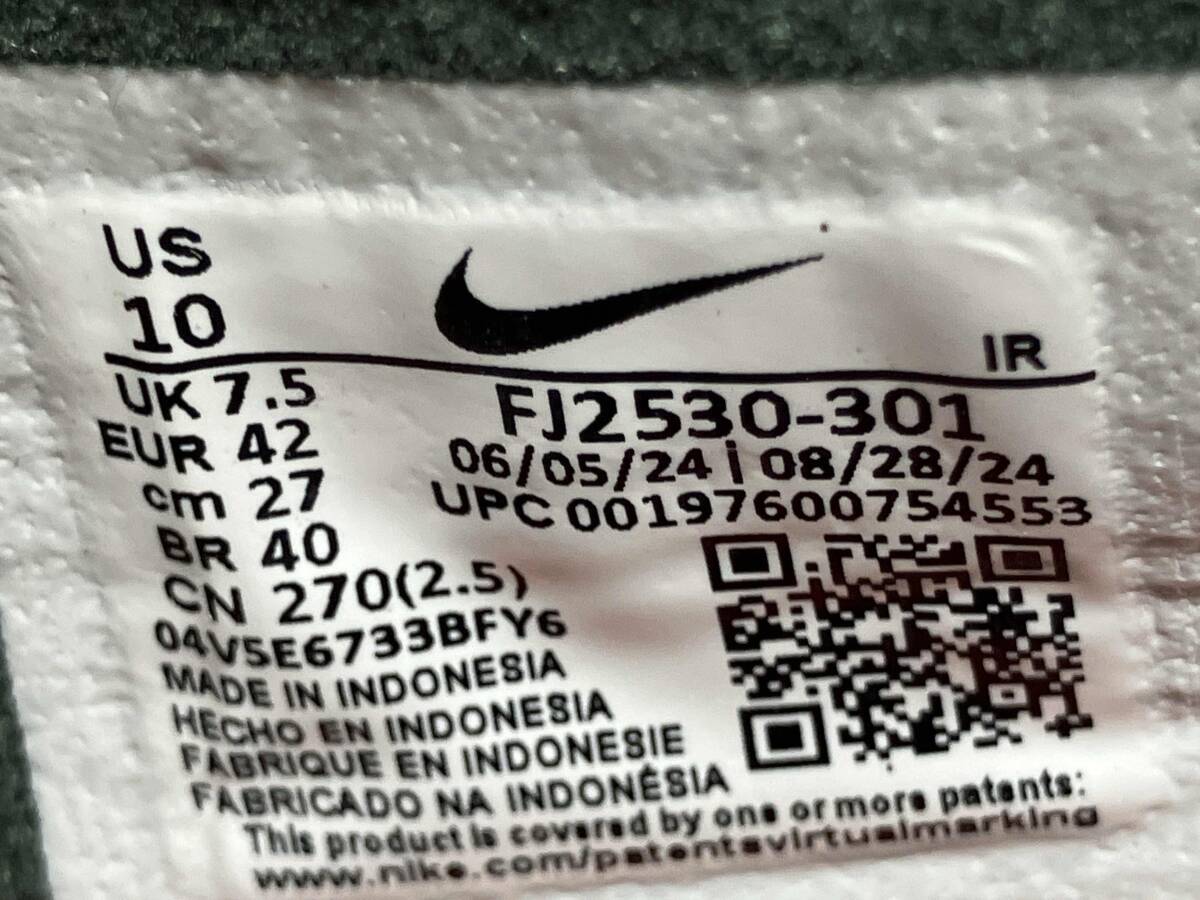 US
10
IR
UK 7.5
EUR 42
cm 27
BR 40
CN 270(2.5)
FJ2530-301
06/05/24 | 08/28/24
UPC 00197600754553
04V5E6733BFY6
MADE IN INDONESIA
HECHO EN INDONESIA
FABRIQUE EN INDONESIE
FABRICADO NA INDONÉSIA
This product is covered by one or more patents:
www.nike.com/patentsvirtualmarking